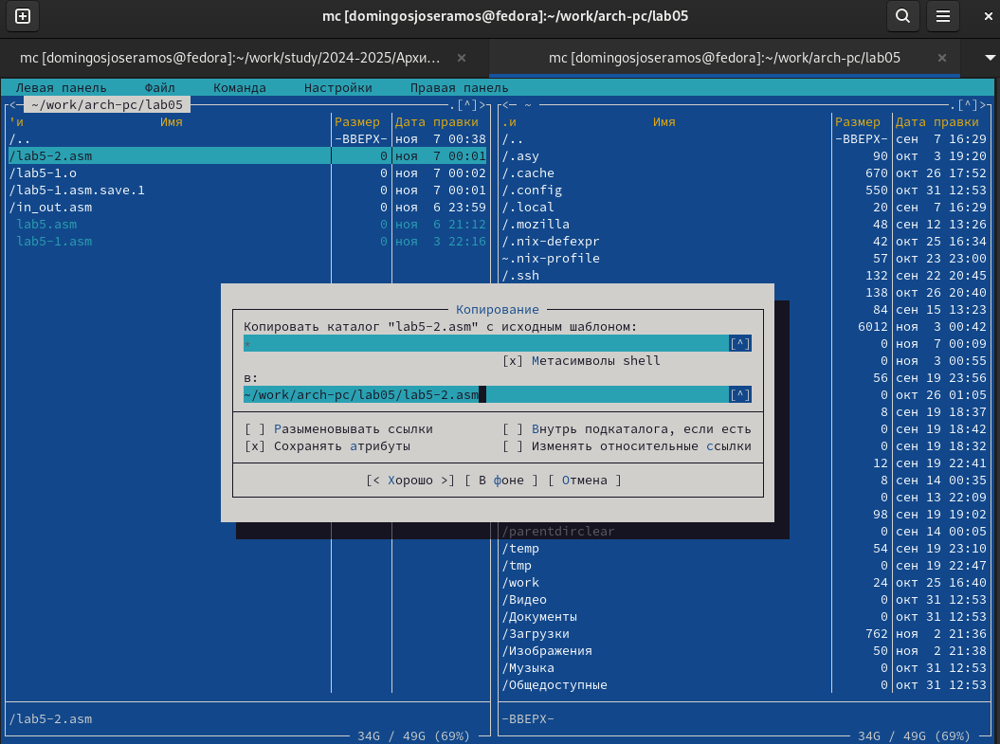 mc [domingosjoseramos@fedora]:~/work/arch-pc/lab05
mc [domingosjoseramos@fedora]:~/work/study/2024-2025/Архи...
mc [domingosjoseramos@fedora]:~/work/arch-pc/lab05
Левая панель Файл Команда Настройки Правая панель
<— ~/work/arch-pc/lab05 .[^]>
'и Имя Размер Дата правки
/.. -ВВЕРХ- ноя 7 00:38
/lab5-2.asm 0 ноя 7 00:01
/lab5-1.o 0 ноя 7 00:02
/lab5-1.asm.save.1 0 ноя 7 00:01
/in_out.asm 0 ноя 6 23:59
lab5.asm 0 ноя 6 21:12
lab5-1.asm 0 ноя 3 22:16
/lab5-2.asm
34G / 49G (69%)
<— ~ .[^]>
.и Имя Размер Дата правки
/.. -ВВЕРХ- сен 7 16:29
/.asy 90 окт 3 19:20
/.cache 670 окт 26 17:52
/.config 550 окт 31 12:53
/.local 20 сен 7 16:29
/.mozilla 48 сен 12 13:26
/.nix-defexpr 42 окт 25 16:34
~.nix-profile 57 окт 23 23:00
/.ssh 132 сен 22 20:45
138 окт 26 20:40
84 сен 15 13:23
6012 ноя 3 00:42
0 ноя 7 00:09
0 ноя 3 00:55
56 сен 19 23:56
0 окт 26 01:05
8 сен 19 18:37
0 сен 19 18:42
0 сен 19 18:32
12 сен 19 22:41
8 сен 14 00:35
0 сен 13 22:09
98 сен 19 19:02
/parentdirclear 0 сен 14 00:05
/temp 54 сен 19 23:10
/tmp 0 сен 19 22:47
/work 24 окт 25 16:40
/Видео 0 окт 31 12:53
/Документы 0 окт 31 12:53
/Загрузки 762 ноя 2 21:36
/Изображения 50 ноя 2 21:38
/Музыка 0 окт 31 12:53
/Общедоступные 0 окт 31 12:53
-ВВЕРХ-
34G / 49G (69%)
Копирование
Копировать каталог "lab5-2.asm" с исходным шаблоном:
* [^]
[x] Метасимволы shell
в:
~/work/arch-pc/lab05/lab5-2.asm [^]
[ ] Разыменовывать ссылки [ ] Внутрь подкаталога, если есть
[x] Сохранять атрибуты [ ] Изменять относительные ссылки
[< Хорошо >] [ В фоне ] [ Отмена ]